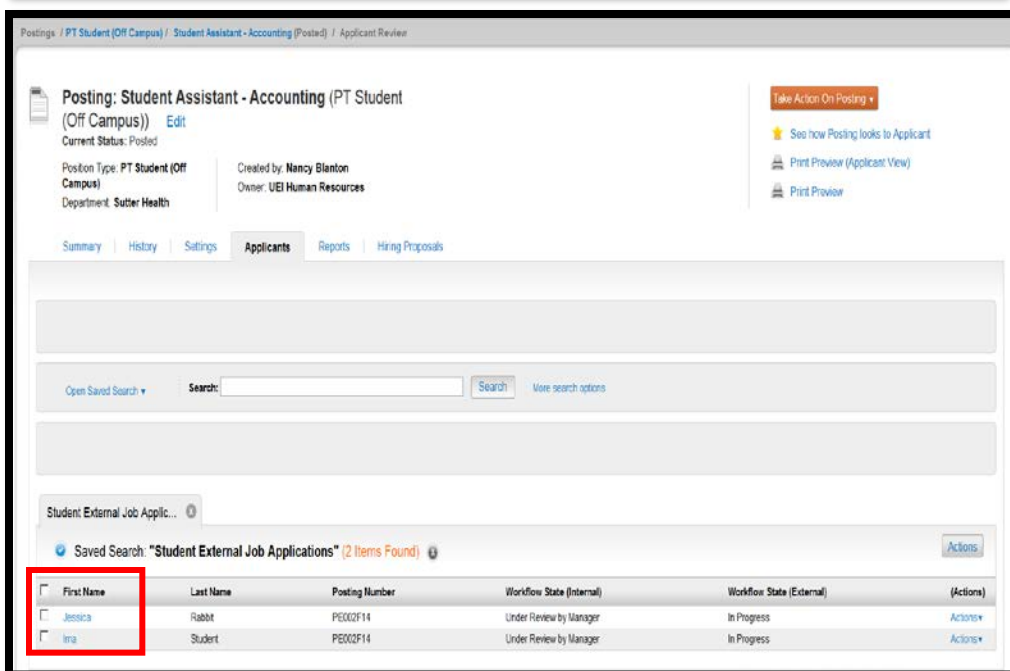 Postings / PT Student (Off Campus) / Student Assistant - Accounting (Posted) / Applicant Review
Posting: Student Assistant - Accounting (PT Student
(Off Campus)) Edit
Current Status: Posted
Position Type: PT Student (Off
Campus)
Department: Sutter Health
Created by: Nancy Blanton
Owner: UEI Human Resources
Take Action On Posting
See how Posting looks to Applicant
Print Preview (Applicant View)
Print Preview
Summary History Settings Applicants Reports Hiring Proposals
Open Saved Search Search: Search More search options
Student External Job Applic...
Saved Search: "Student External Job Applications" (2 Items Found)
Actions
First Name Last Name Posting Number Workflow State (Internal) Workflow State (External) (Actions)
Jessica Rabbit PE002F14 Under Review by Manager In Progress Actions
Ima Student PE002F14 Under Review by Manager In Progress Actions